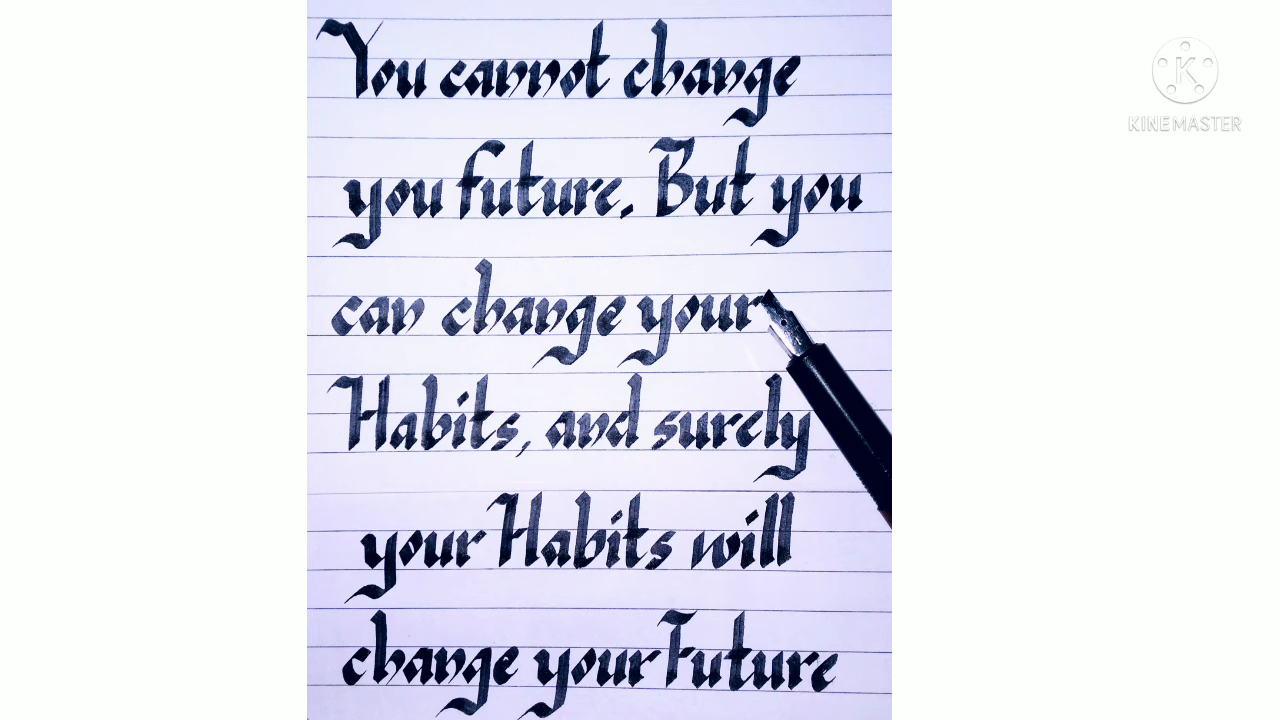 You cannot change
you future. But you
can change your
Habits, and surely
your Habits will
change your Future
KINEMASTER